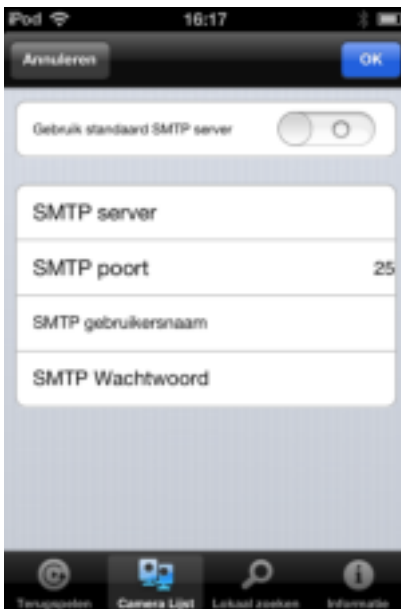 iPod 16:17
Annuleren OK
Gebruik standaard SMTP server
SMTP server
SMTP poort 25
SMTP gebruikersnaam
SMTP Wachtwoord
Terugspelen Camera Lijst Lokaal zoeken Informatie